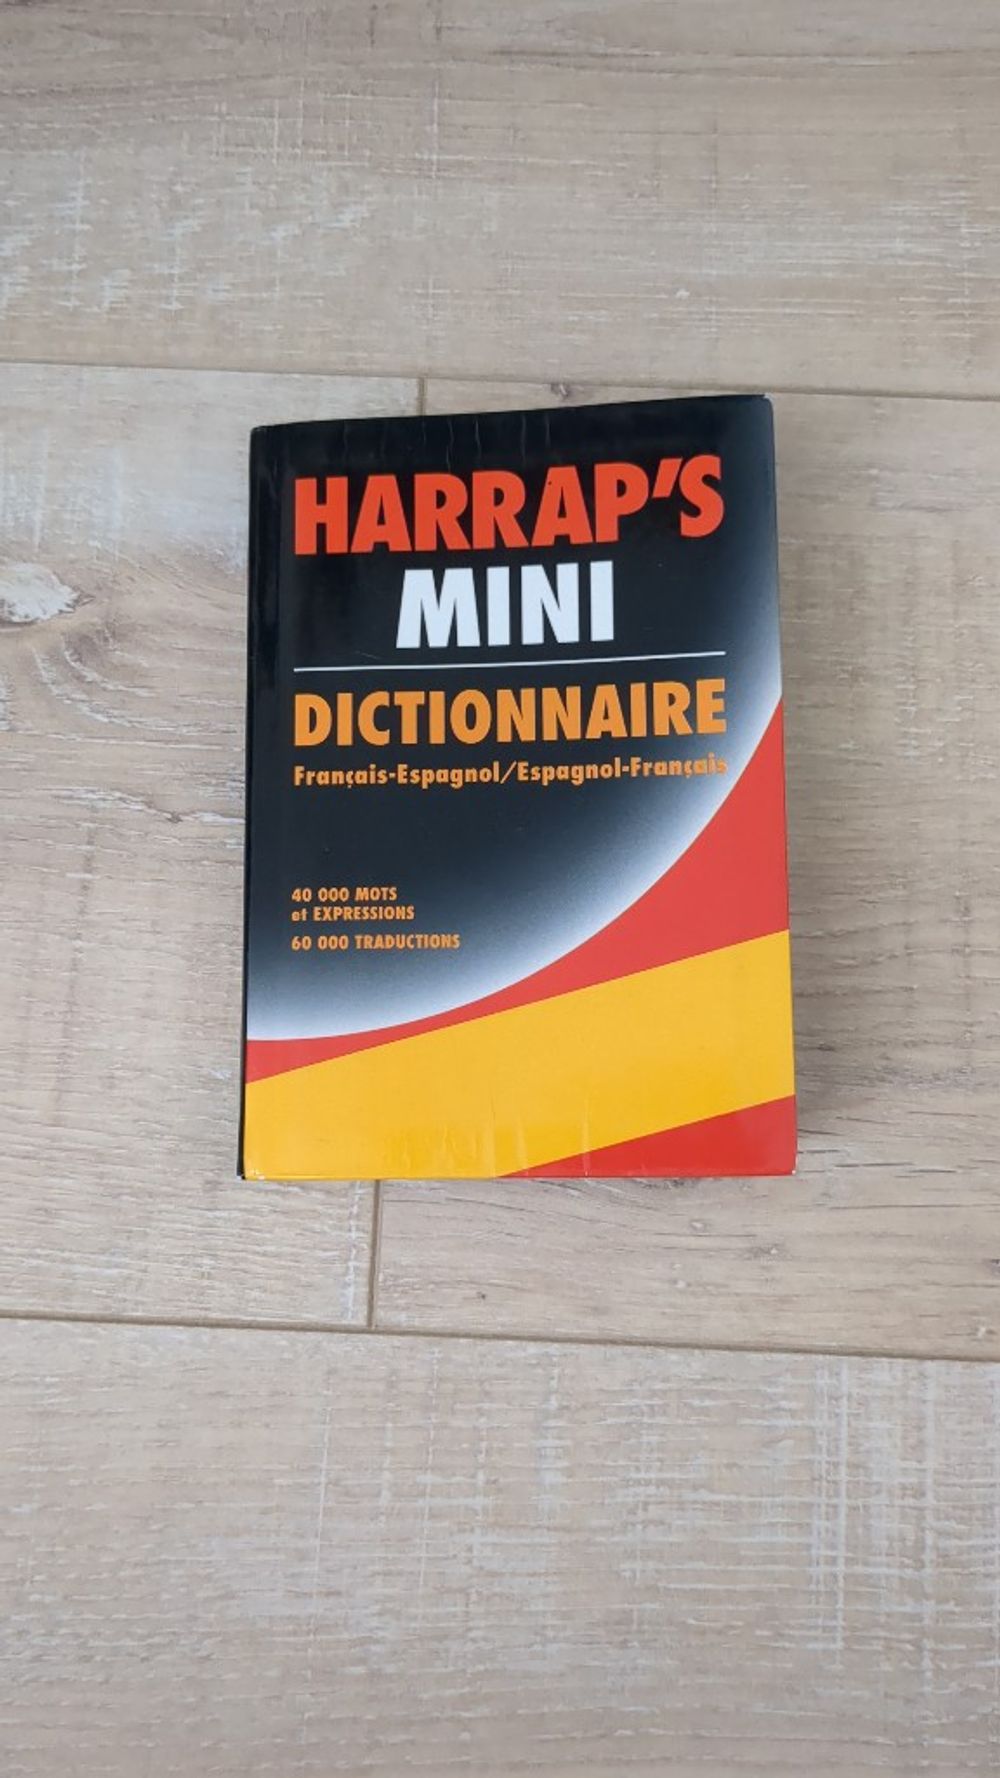 HARRAP'S
MINI
DICTIONNAIRE
Français-Espagnol/Espagnol-Français
40 000 MOTS
et EXPRESSIONS
60 000 TRADUCTIONS